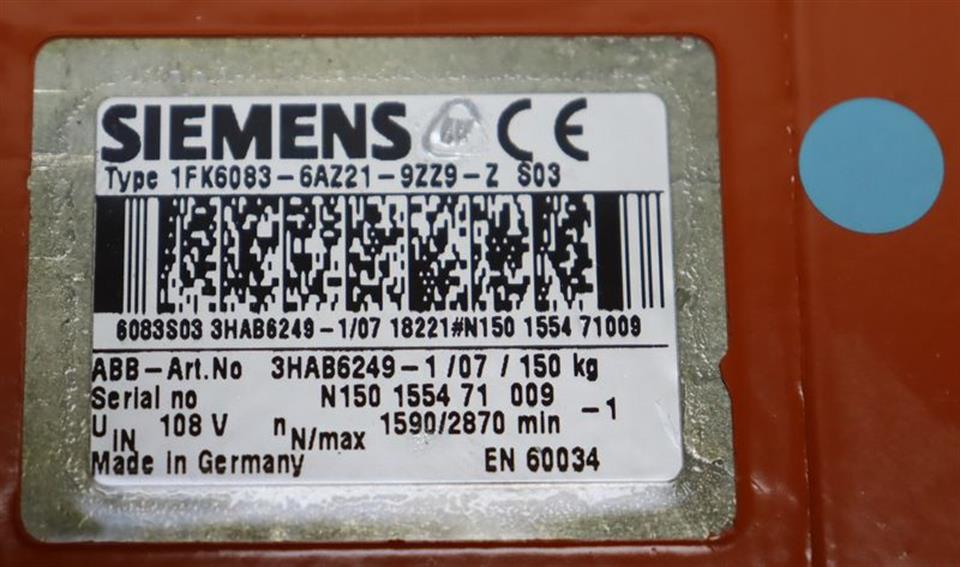 SIEMENS CE
Type 1FK6083-6AZ21-9ZZ9-Z S03
6083S03 3HAB6249-1/07 18221#N150 1554 71009
ABB-Art.No 3HAB6249-1/07/150 kg
Serial no N150 1554 71 009
U IN 108 V n N/max 1590/2870 min -1
Made in Germany EN 60034